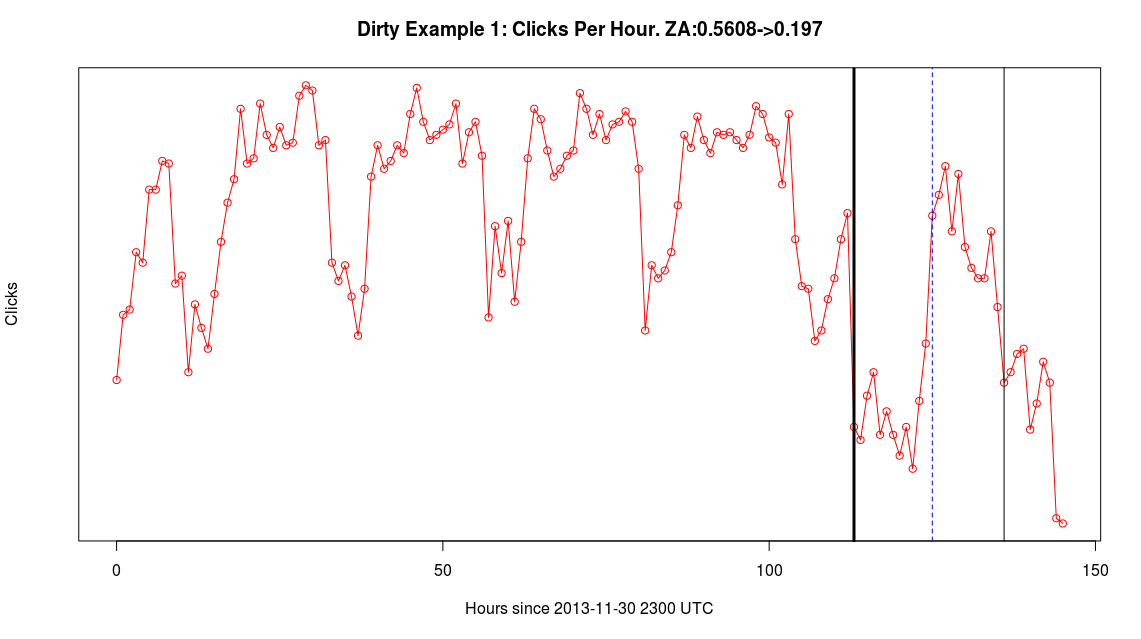 Dirty Example 1: Clicks Per Hour. ZA:0.5608->0.197
Clicks
0 50 100 150
Hours since 2013-11-30 2300 UTC